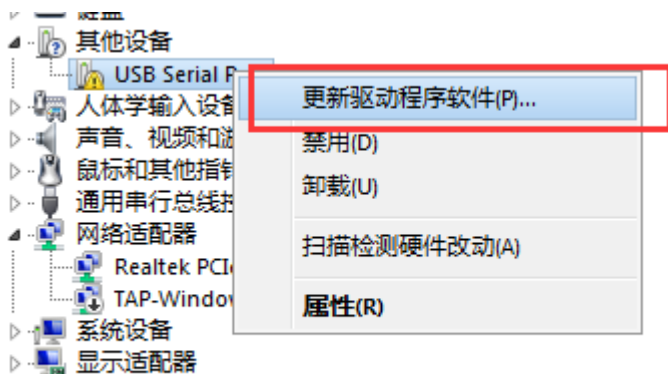 键盘
其他设备
USB Serial P
人体学输入设备
声音、视频和游
鼠标和其他指针
通用串行总线控
网络适配器
Realtek PCIe
TAP-Window
系统设备
显示适配器
更新驱动程序软件(P)...
禁用(D)
卸载(U)
扫描检测硬件改动(A)
属性(R)